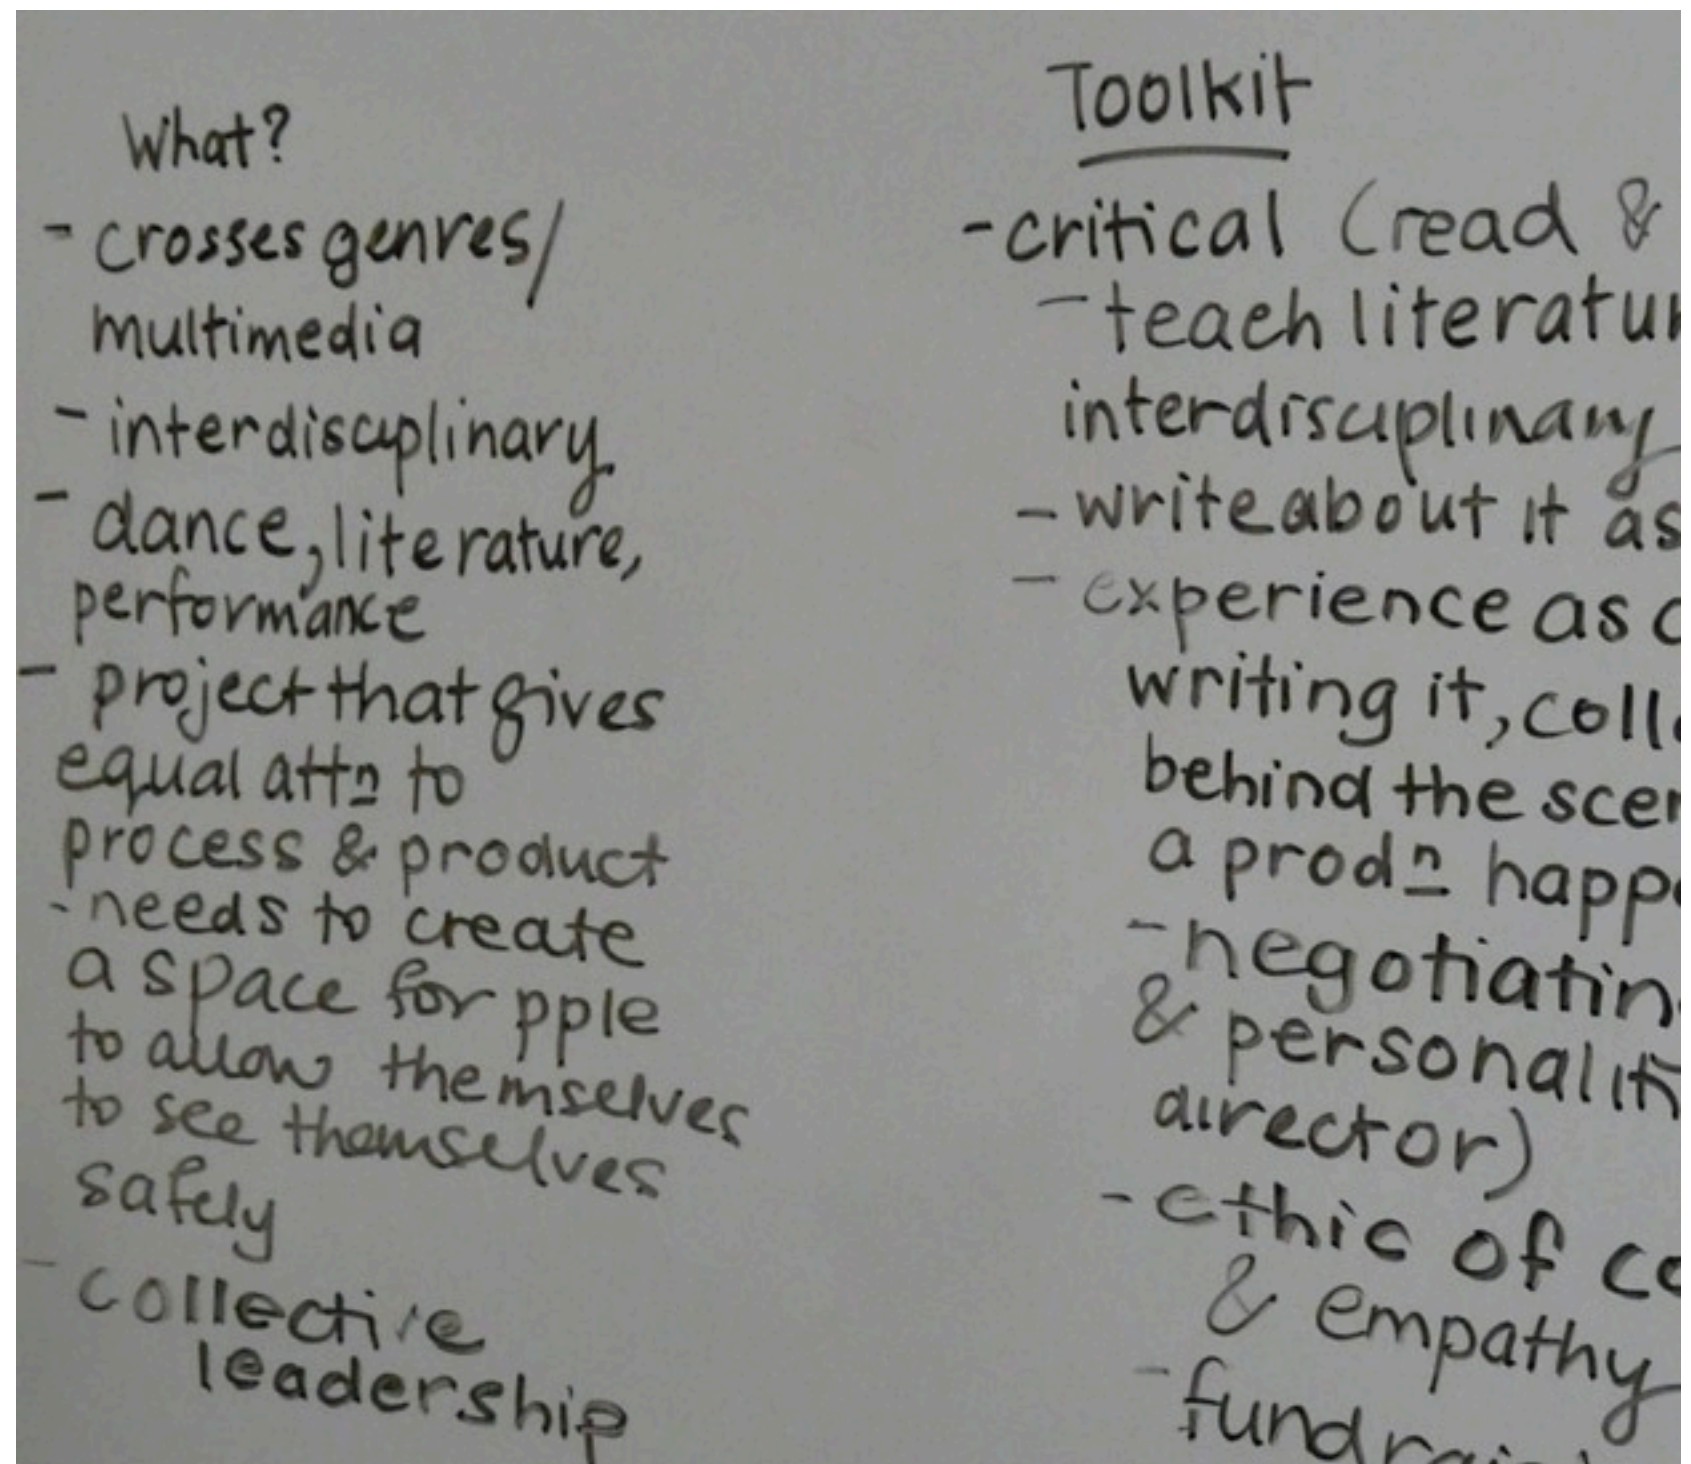 What?
- crosses genres/
multimedia
- interdisciplinary
- dance, literature,
performance
- project that gives
equal attn to
process & product
- needs to create
a space for pple
to allow themselves
to see themselves
safely
- collective
leadership
Toolkit
- critical (read &
- teach literatur
interdisciplinary
- write about it as
- experience as
writing it, coll
behind the scen
a prodn happ
- negotiatin
& personalit
director)
- ethic of c
& empathy
- fundrai